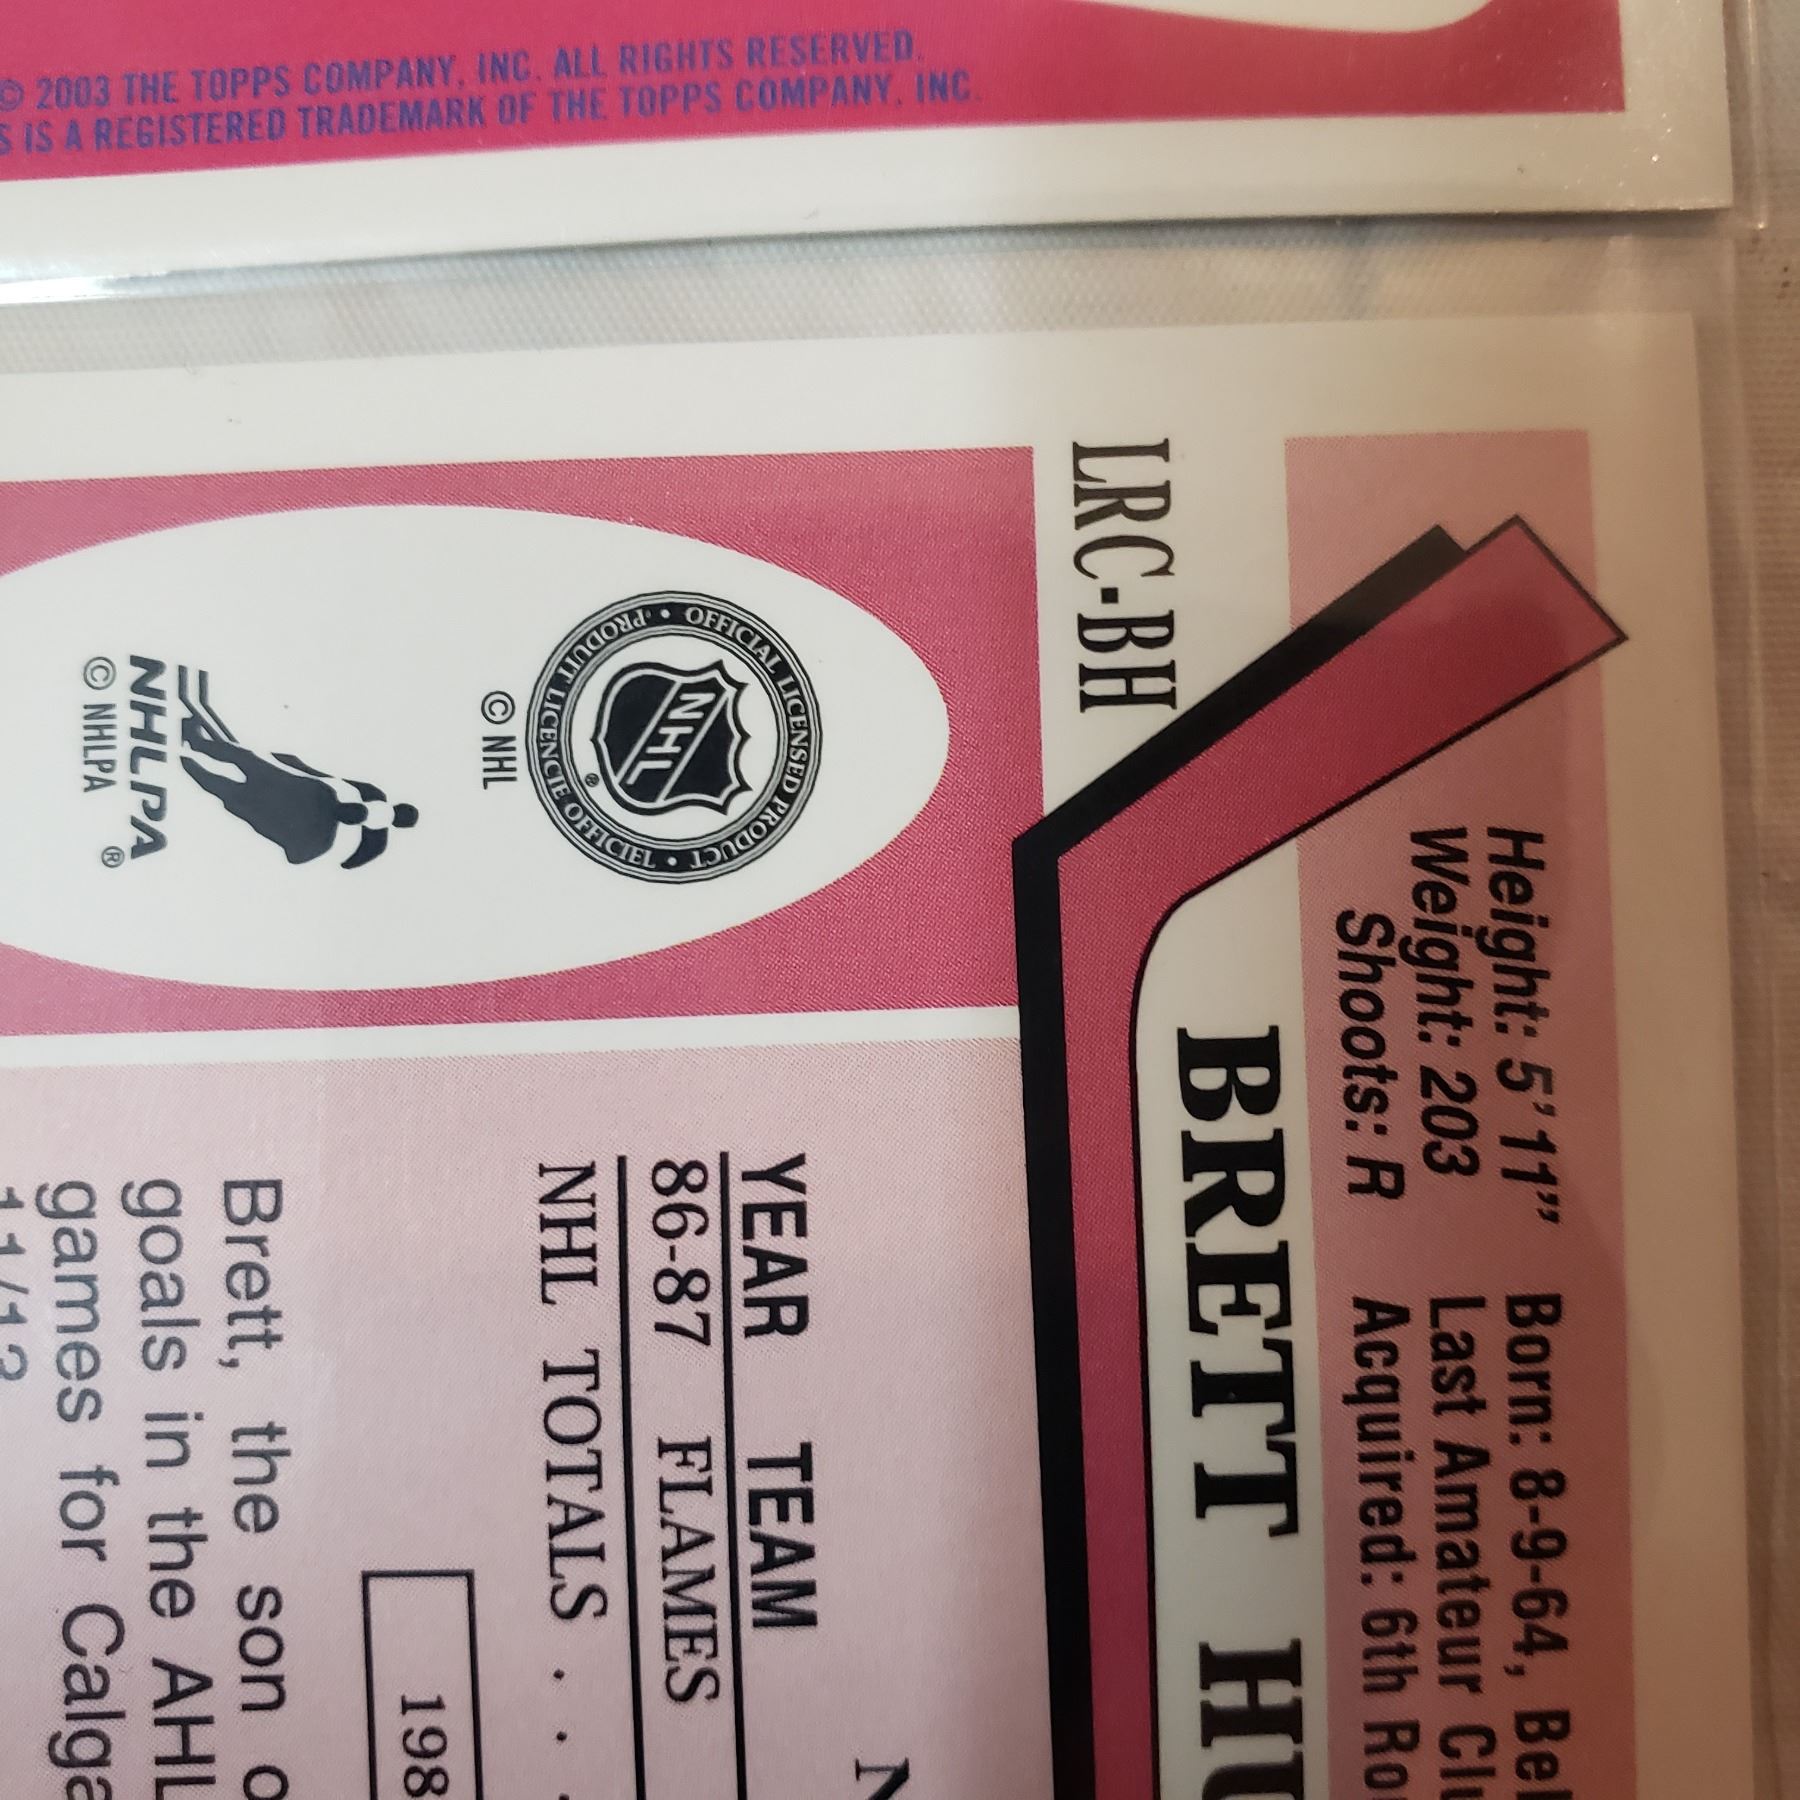 © 2003 THE TOPPS COMPANY, INC. ALL RIGHTS RESERVED.
S IS A REGISTERED TRADEMARK OF THE TOPPS COMPANY, INC.
Height: 5'11"
Weight: 203
Shoots: R
Born: 8-9-64,
Last Amateur
Acquired: 6th
LRC-BH
BRETT
YEAR TEAM
86-87 FLAMES
NHL TOTALS . . .
198
Brett, the son
goals in the AHL
games for
OFFICIAL LICENSED PRODUCT • PRODUIT LICENCIE OFFICIEL •
NHL
®
© NHL
NHLPA ®
© NHLPA